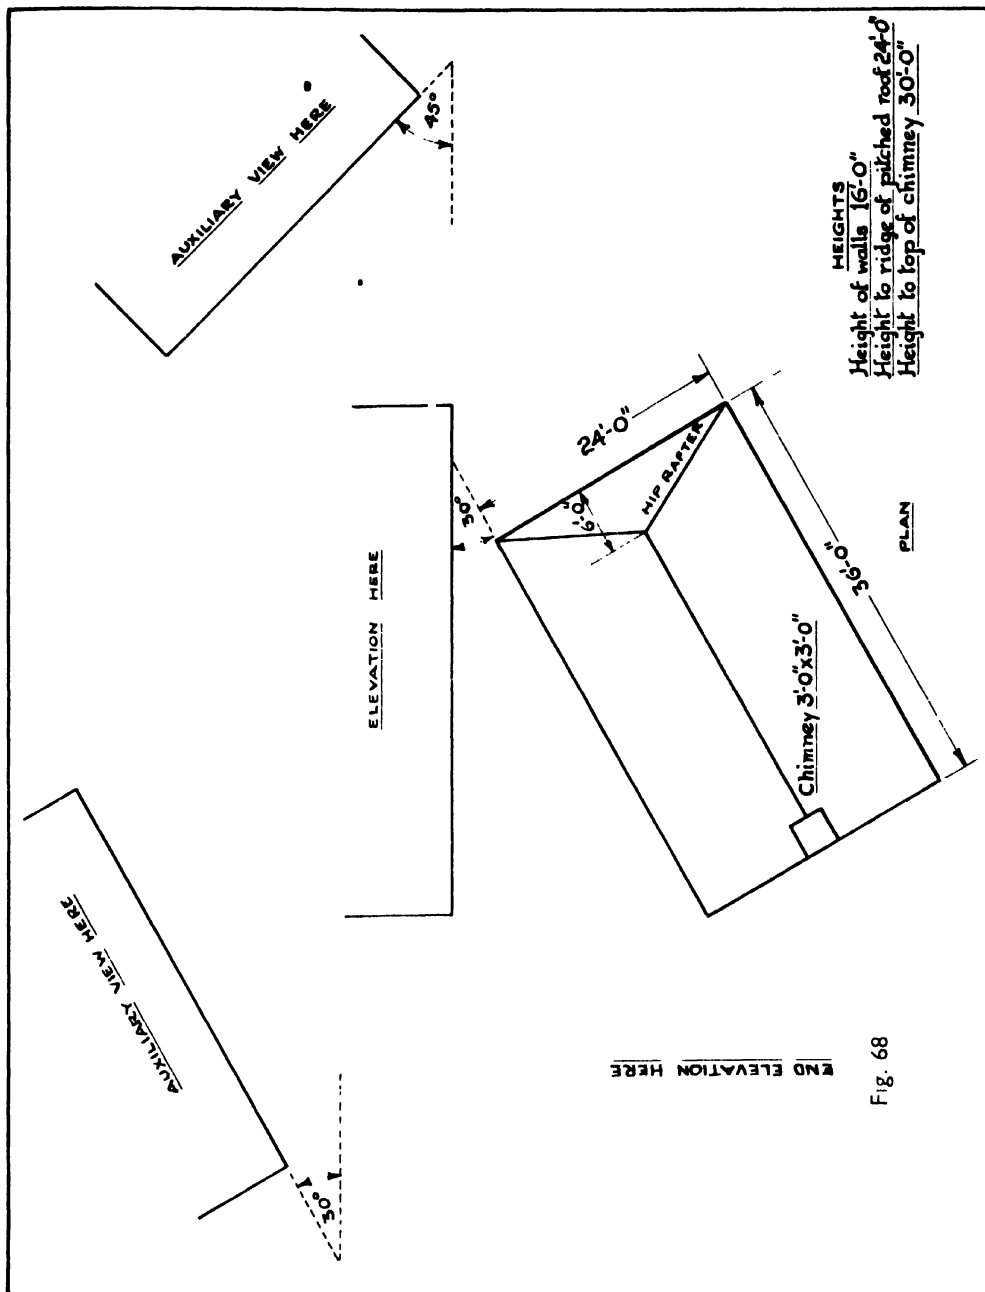 AUXILIARY VIEW HERE
30°
ELEVATION HERE
AUXILIARY VIEW HERE
45°
30°
24'-0"
6'-0"
HIP RAFTER
Chimney 3'-0"x3'-0"
36'-0"
PLAN
END ELEVATION HERE
HEIGHTS
Height of walls 16'-0"
Height to ridge of pitched roof 24'-0"
Height to top of chimney 30'-0"
Fig. 68